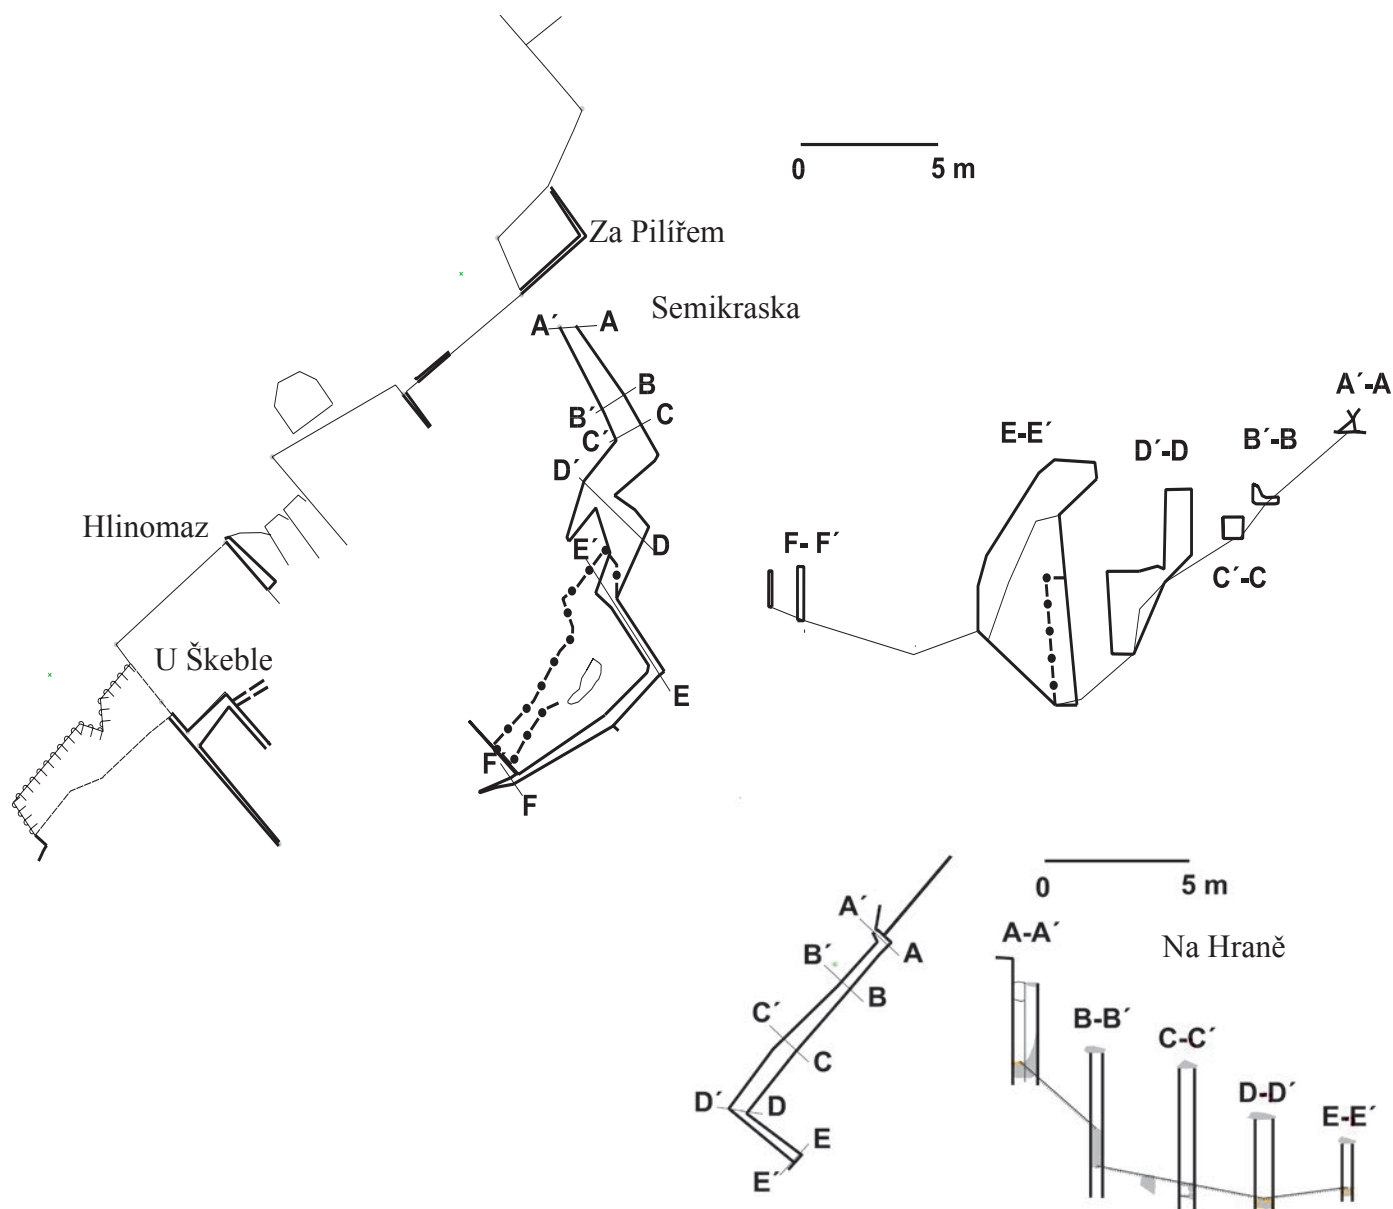 0 5 m
Za Pilířem
Semikraska
A´ A
B
B´
C
C´
D´
D
E´
E
F´
F
Hlinomaz
U Škeble
A´-A
B´-B
E-E´
D´-D
F- F´
C´-C
0 5 m
Na Hraně
A´
A
B´
B
C´
C
D´ D
E
E´
A-A´
B-B´
C-C´
D-D´
E-E´